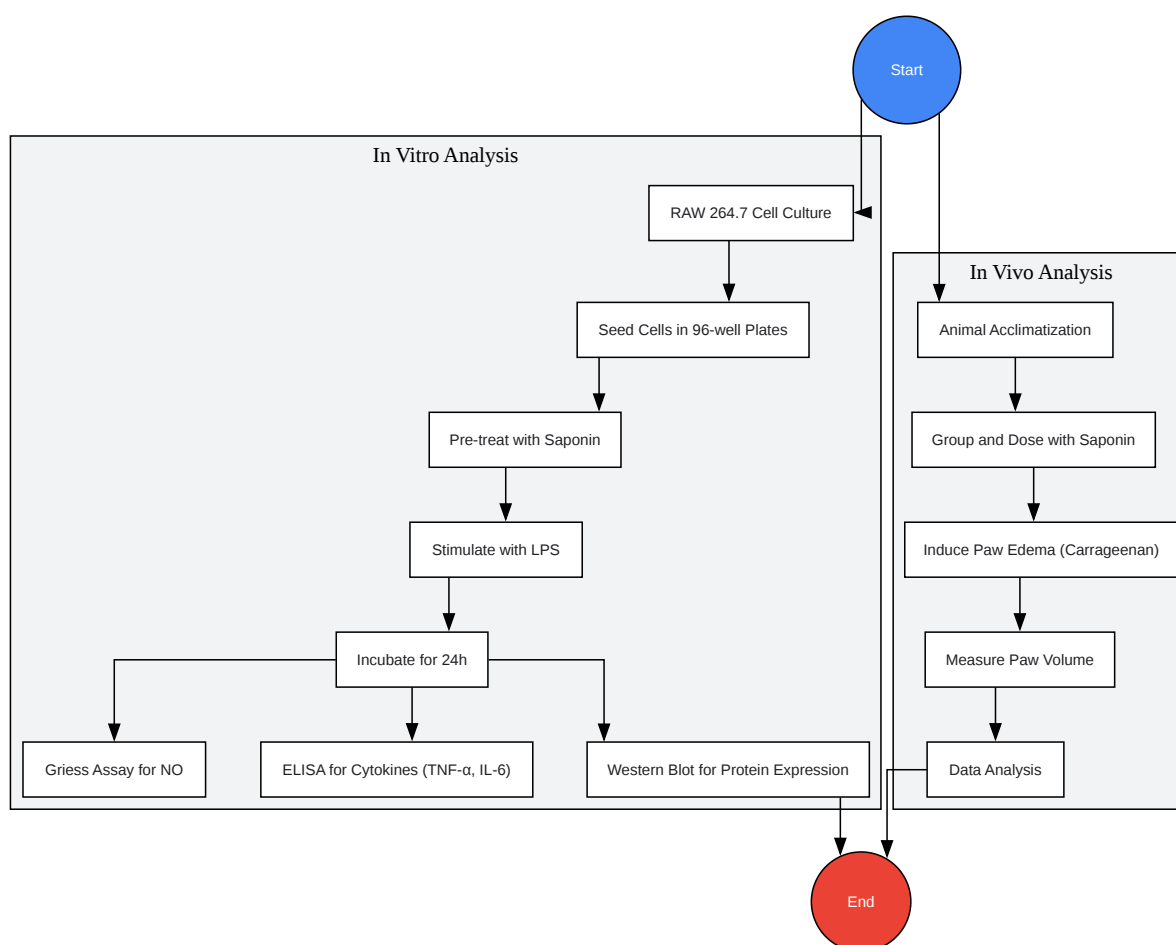 Start
In Vitro Analysis
RAW 264.7 Cell Culture
Seed Cells in 96-well Plates
Pre-treat with Saponin
Stimulate with LPS
Incubate for 24h
Griess Assay for NO
ELISA for Cytokines (TNF-α, IL-6)
Western Blot for Protein Expression
In Vivo Analysis
Animal Acclimatization
Group and Dose with Saponin
Induce Paw Edema (Carrageenan)
Measure Paw Volume
Data Analysis
End